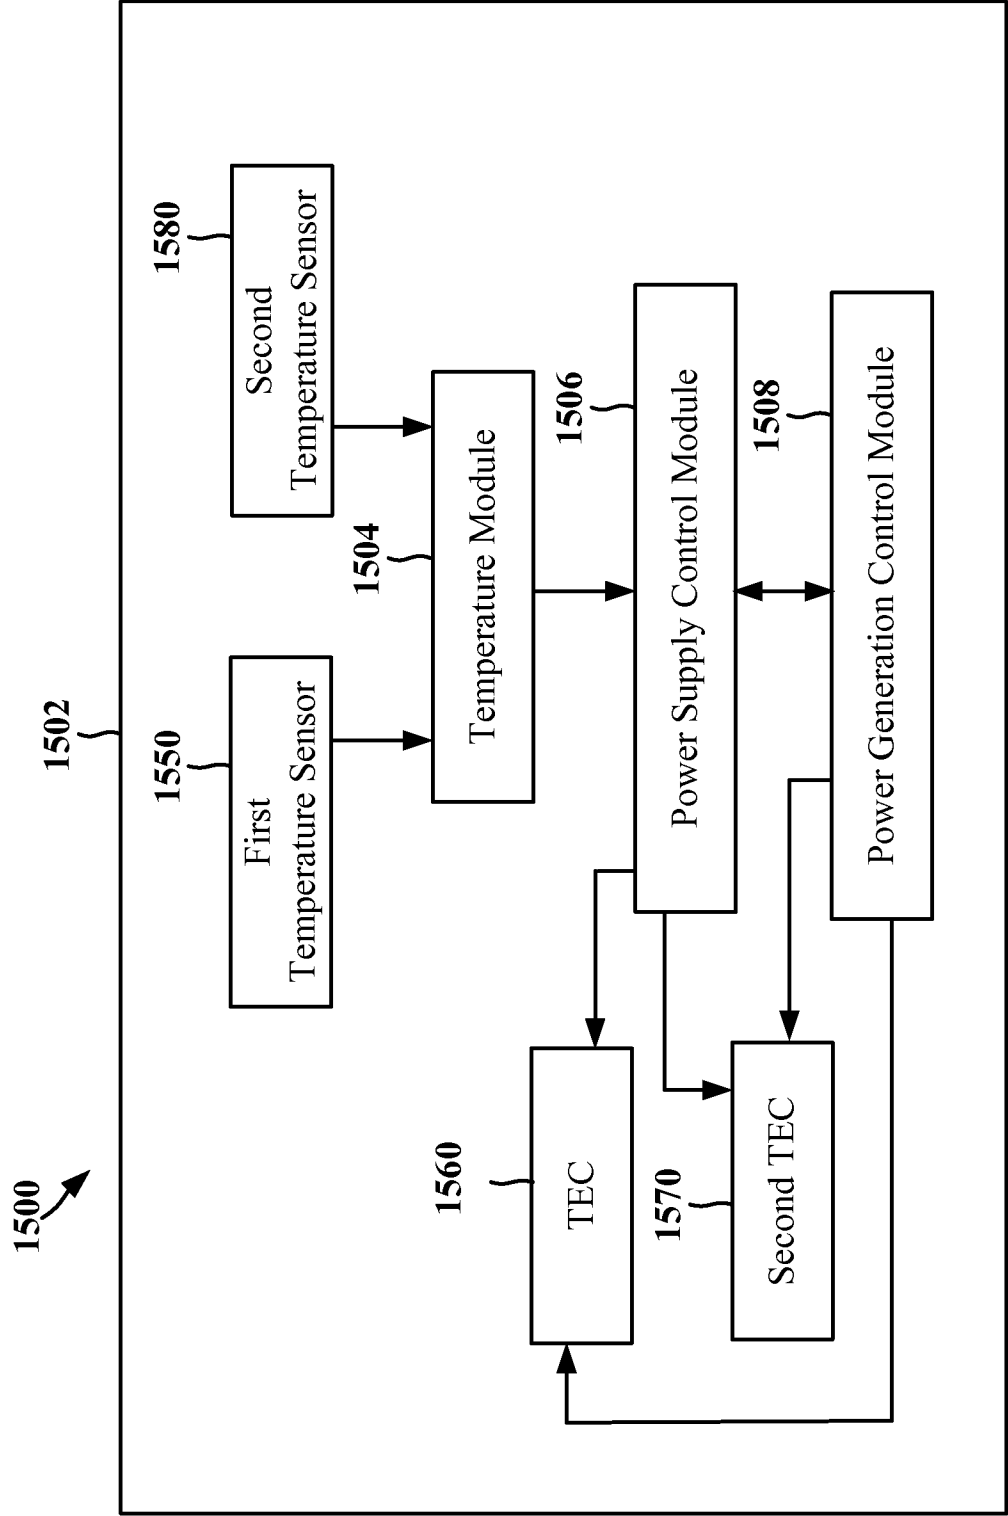 1500
1502
1550
First
Temperature Sensor
1580
Second
Temperature Sensor
1504
Temperature Module
1560
TEC
1506
Power Supply Control Module
1570
Second TEC
1508
Power Generation Control Module